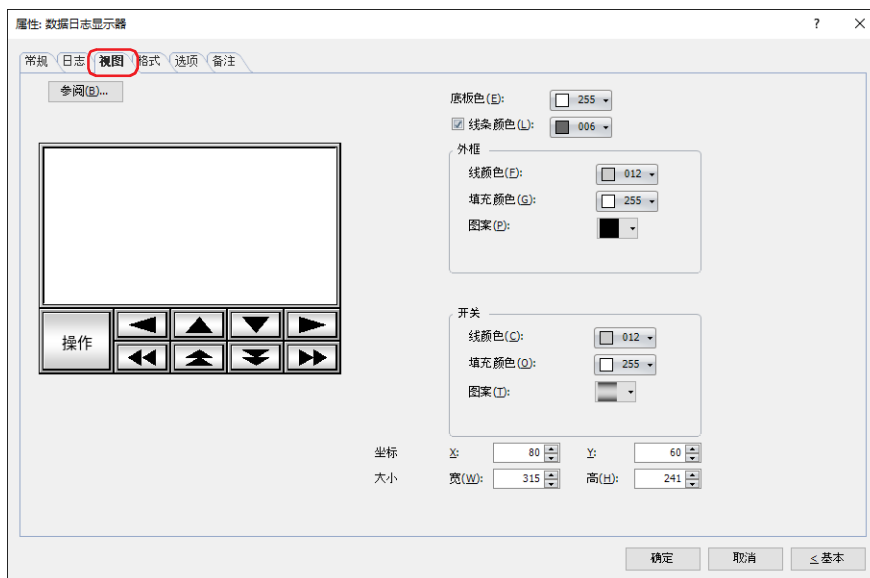 属性: 数据日志显示器 ? ×
常规 日志 视图 格式 选项 备注
参阅(B)...
底板色(E): 255
线条颜色(L): 006
外框
线颜色(F): 012
填充颜色(G): 255
图案(P):
操作
开关
线颜色(C): 012
填充颜色(O): 255
图案(T):
坐标 X: 80 Y: 60
大小 宽(W): 315 高(H): 241
确定 取消 <基本